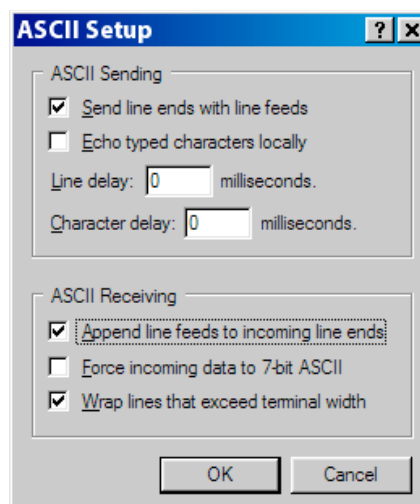 ASCII Setup
ASCII Sending
Send line ends with line feeds
Echo typed characters locally
Line delay: 0 milliseconds.
Character delay: 0 milliseconds.
ASCII Receiving
Append line feeds to incoming line ends
Force incoming data to 7-bit ASCII
Wrap lines that exceed terminal width
OK Cancel